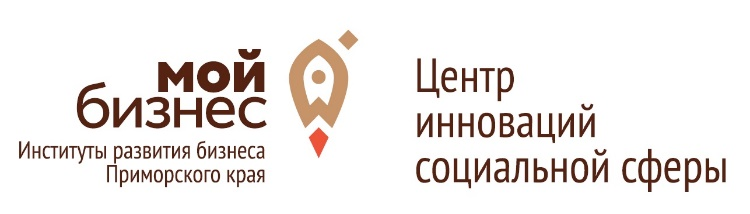 мой
бизнес
Институты развития бизнеса
Приморского края
Центр
инноваций
социальной сферы